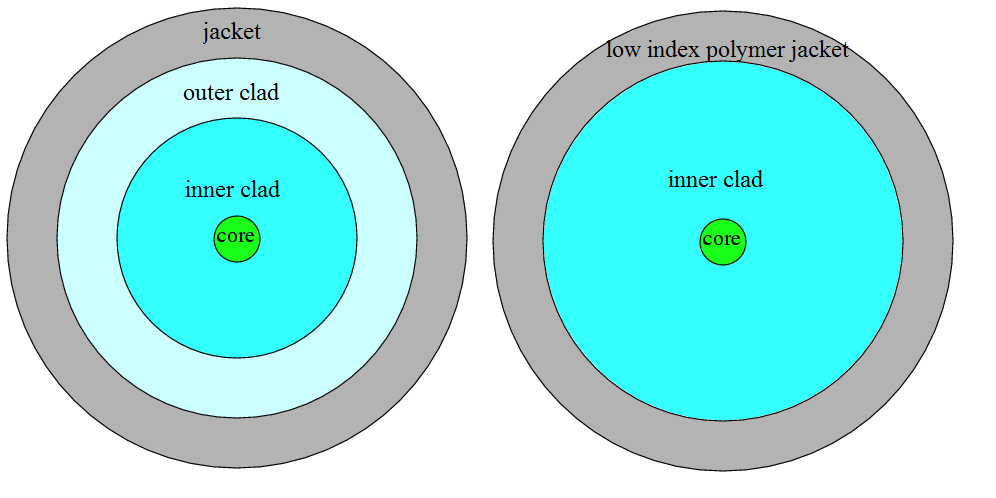 jacket
outer clad
inner clad
core
low index polymer jacket
inner clad
core